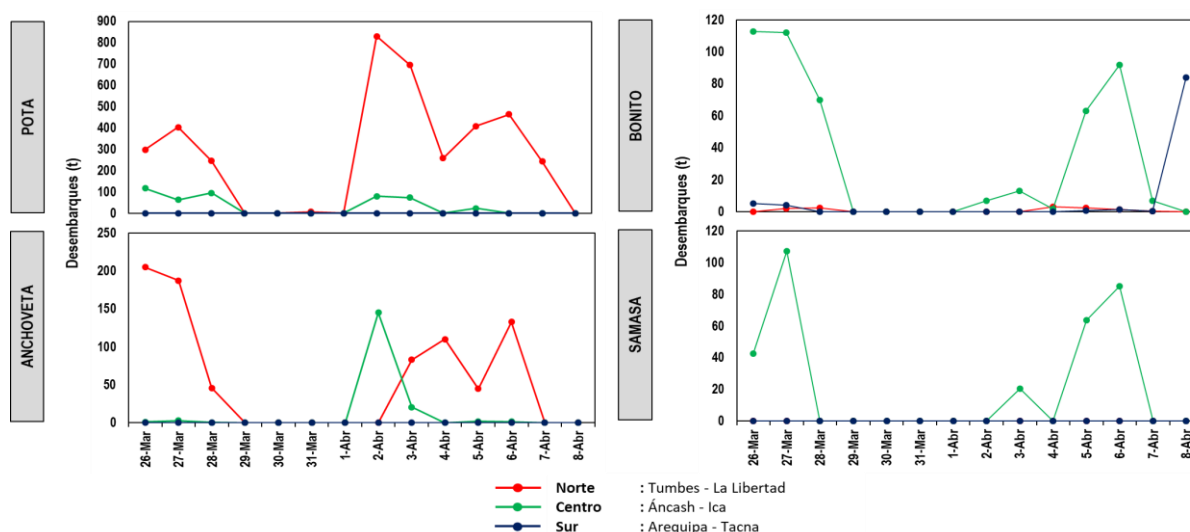 POTA
Desembarques (t)
900
800
700
600
500
400
300
200
100
0
BONITO
Desembarques (t)
120
100
80
60
40
20
0
ANCHOVETA
250
200
150
100
50
0
26-Mar
27-Mar
28-Mar
29-Mar
30-Mar
31-Mar
1-Abr
2-Abr
3-Abr
4-Abr
5-Abr
6-Abr
7-Abr
8-Abr
SAMASA
120
100
80
60
40
20
0
26-Mar
27-Mar
28-Mar
29-Mar
30-Mar
31-Mar
1-Abr
2-Abr
3-Abr
4-Abr
5-Abr
6-Abr
7-Abr
8-Abr
Norte : Tumbes - La Libertad
Centro : Áncash - Ica
Sur : Arequipa - Tacna